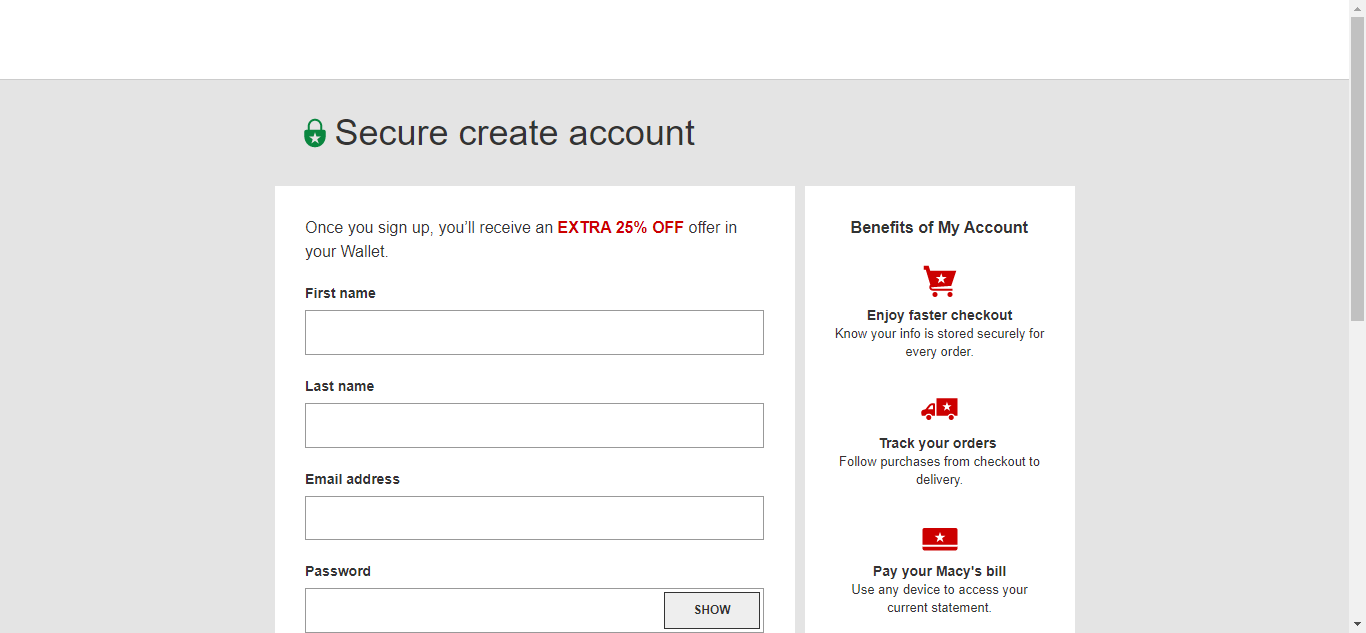 Secure create account
Once you sign up, you’ll receive an EXTRA 25% OFF offer in
your Wallet.
First name
Last name
Email address
Password
SHOW
Benefits of My Account
Enjoy faster checkout
Know your info is stored securely for
every order.
Track your orders
Follow purchases from checkout to
delivery.
Pay your Macy's bill
Use any device to access your
current statement.